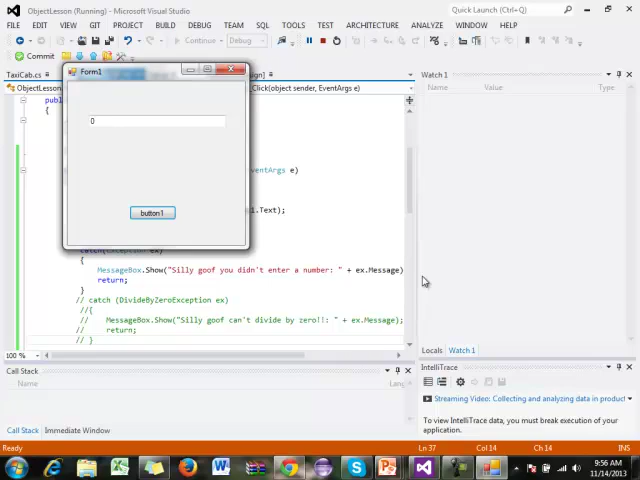 ObjectLesson (Running) - Microsoft Visual Studio
Quick Launch (Ctrl+Q)
FILE EDIT VIEW GIT PROJECT BUILD DEBUG TEAM SQL TOOLS TEST ARCHITECTURE ANALYZE WINDOW HELP
Continue Debug
Commit
TaxiCab.cs
Form1
Watch 1
ObjectLesson
Click(object sender, EventArgs e)
Name Value Type
{
0
EventArgs e)
1.Text);
button1
catch(Exception ex)
{
MessageBox.Show("Silly goof you didn't enter a number: " + ex.Message)
return;
}
// catch (DivideByZeroException ex)
//{
// MessageBox.Show("Silly goof can't divide by zero!!: " + ex.Message);
// return;
// }
100 %
Locals Watch 1
Call Stack
IntelliTrace
Name
Streaming Video: Collecting and analyzing data in product
To view IntelliTrace data, you must break execution of your
application.
Call Stack Immediate Window
Ready Ln 37 Col 14 Ch 14 INS
9:56 AM
11/14/2013